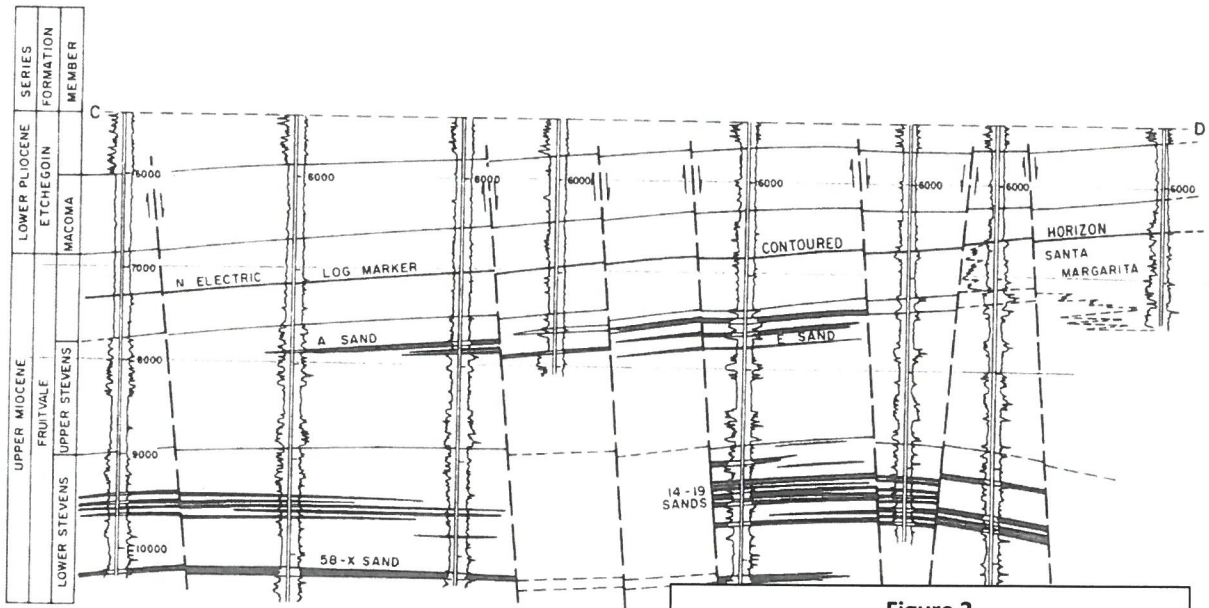 SERIES
FORMATION
MEMBER
LOWER PLIOCENE
ETCHEGOIN
MACOMA
UPPER MIOCENE
FRUITVALE
UPPER STEVENS
LOWER STEVENS
C
D
6000
6000
6000
6000
6000
6000
6000
6000
7000
N ELECTRIC
LOG MARKER
CONTOURED
HORIZON
SANTA
MARGARITA
A SAND
E SAND
8000
9000
14-19
SANDS
10000
58-X SAND